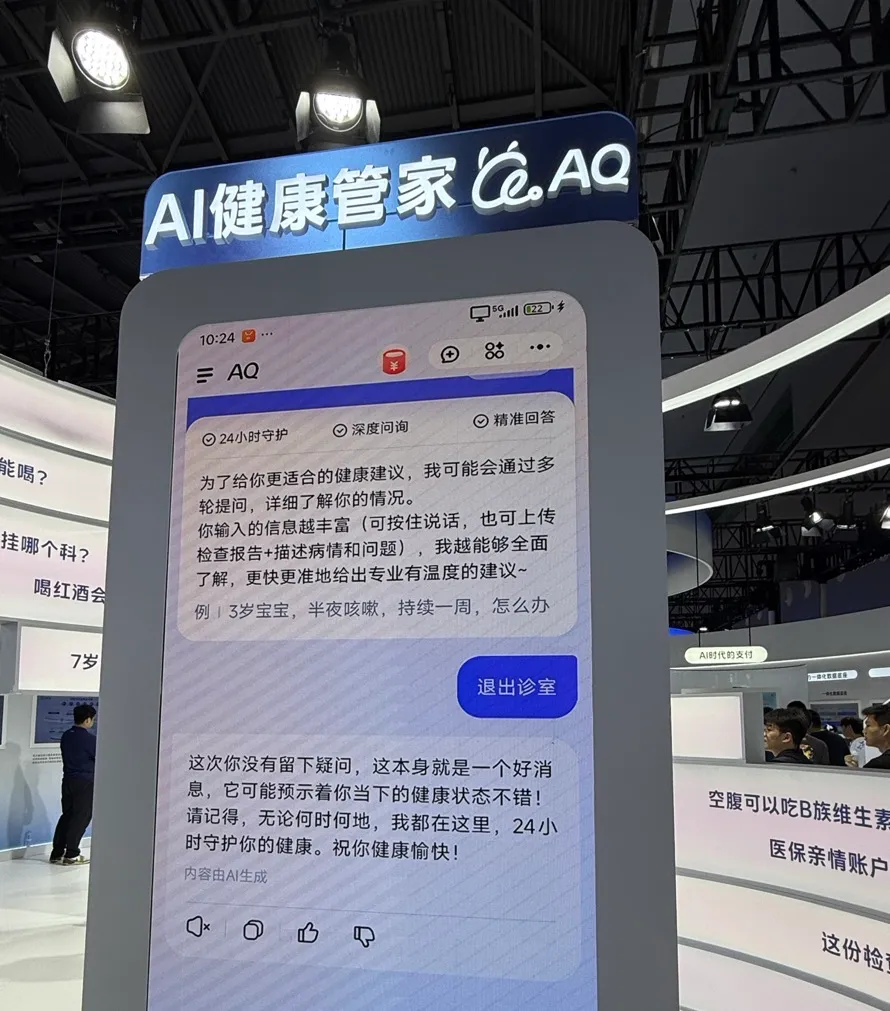 AI健康管家 AQ
10:24
5G 22
AQ
24小时守护 深度问询 精准回答
为了给你更适合的健康建议，我可能会通过多
轮提问，详细了解你的情况。
你输入的信息越丰富（可按住说话，也可上传
检查报告+描述病情和问题），我越能够全面
了解，更快更准地给出专业有温度的建议~
例 | 3岁宝宝，半夜咳嗽，持续一周，怎么办
退出诊室
这次你没有留下疑问，这本身就是一个好消
息，它可能预示着你当下的健康状态不错！
请记得，无论何时何地，我都在这里，24小
时守护你的健康。祝你健康愉快！
内容由AI生成
能喝？
挂哪个科？
喝红酒会
7岁
AI时代的支付
一体化数据底座
空腹可以吃B族维生素
医保亲情账户
这份检查